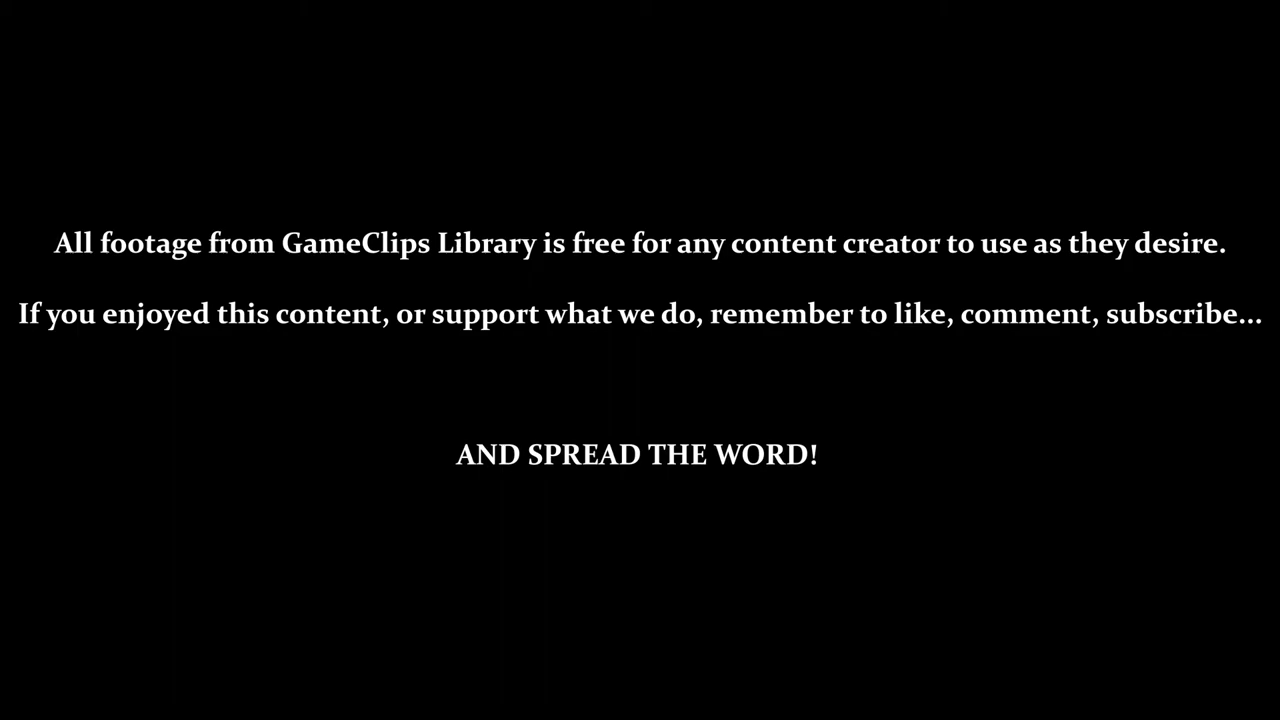 All footage from GameClips Library is free for any content creator to use as they desire.
If you enjoyed this content, or support what we do, remember to like, comment, subscribe...
AND SPREAD THE WORD!